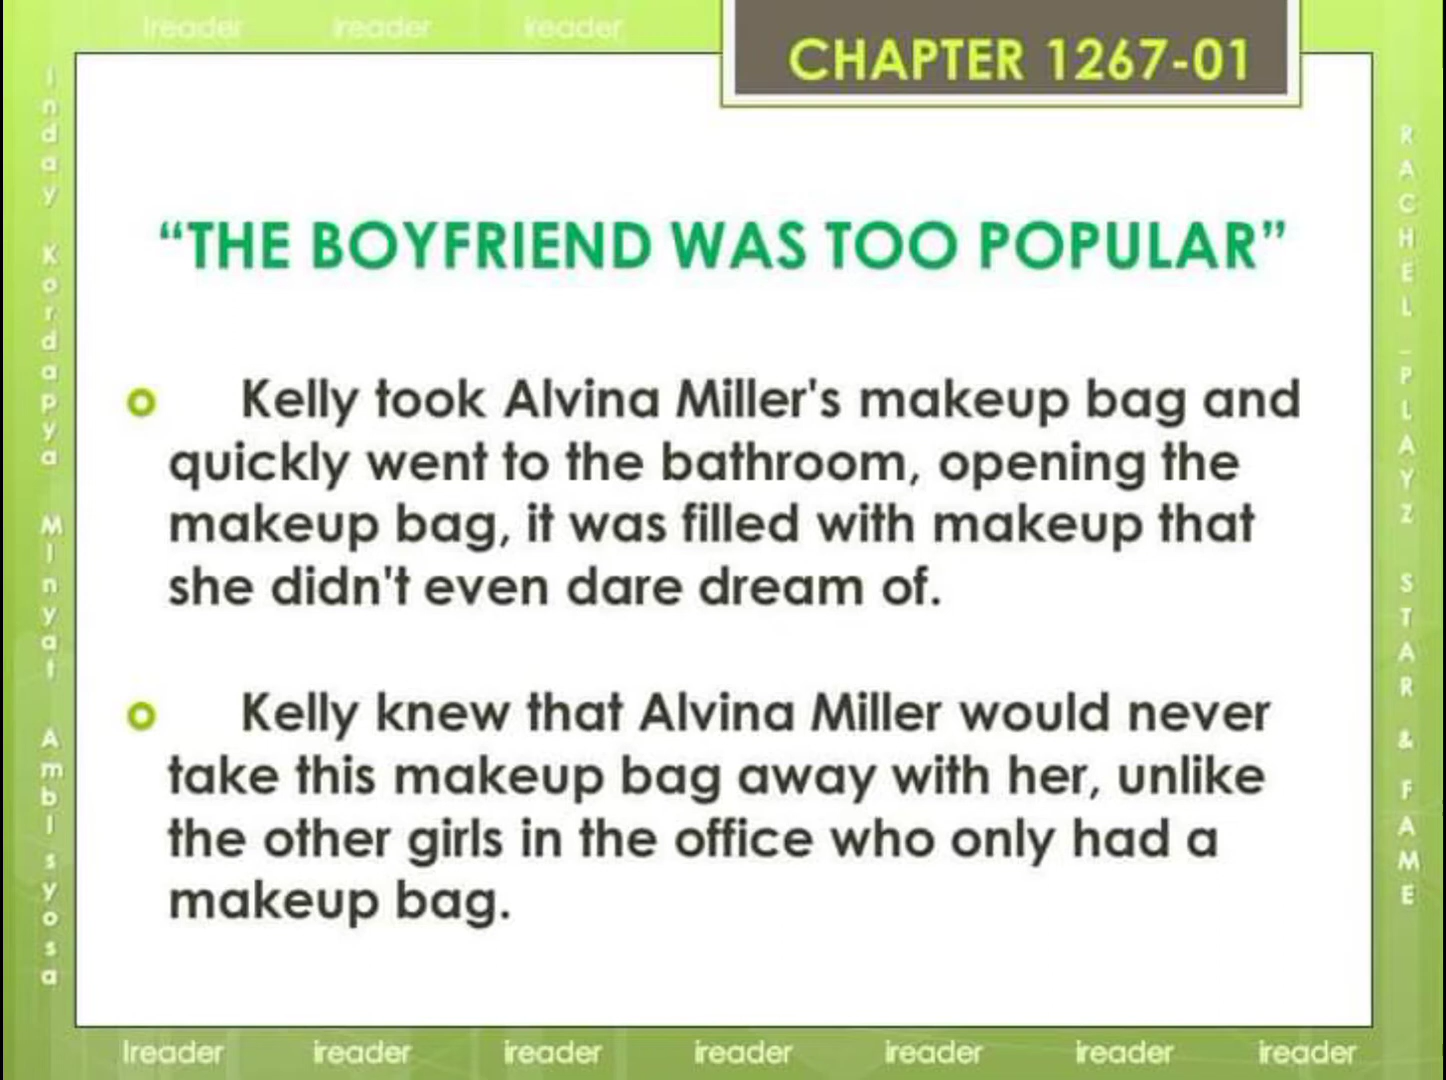 Ireader ireader ireader
CHAPTER 1267-01
Inday Kordapya Minyat Ambisyosa
“THE BOYFRIEND WAS TOO POPULAR”
Kelly took Alvina Miller's makeup bag and
quickly went to the bathroom, opening the
makeup bag, it was filled with makeup that
she didn't even dare dream of.
Kelly knew that Alvina Miller would never
take this makeup bag away with her, unlike
the other girls in the office who only had a
makeup bag.
RACHEL_PLAYZ STAR & FAME
Ireader ireader ireader ireader ireader ireader ireader